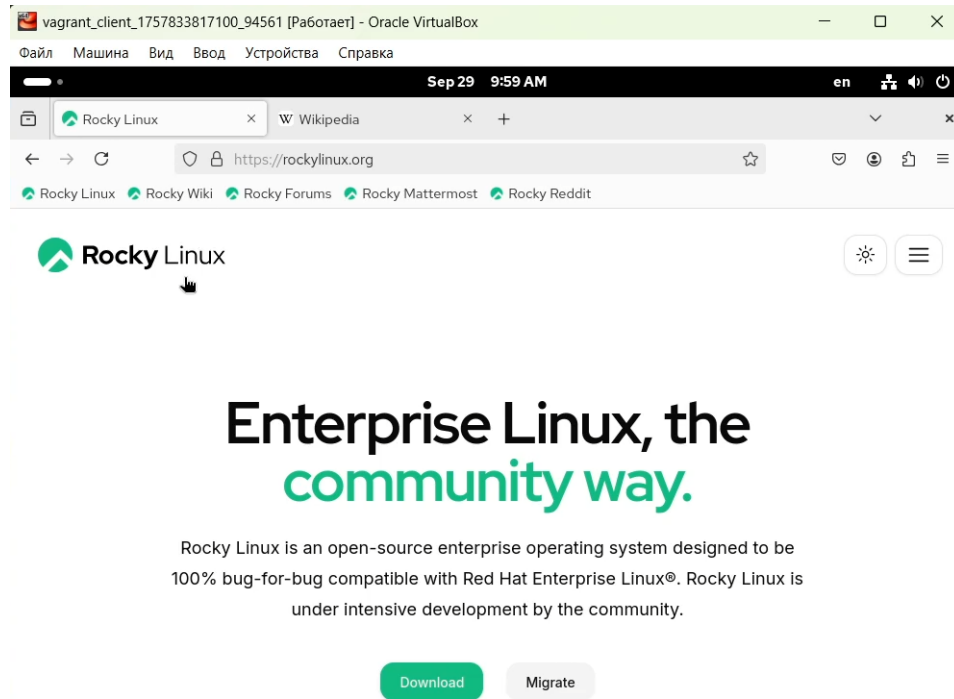 vagrant_client_1757833817100_94561 [Работает] - Oracle VirtualBox
Файл Машина Вид Ввод Устройства Справка
Sep 29 9:59 AM en
Rocky Linux W Wikipedia
https://rockylinux.org
Rocky Linux Rocky Wiki Rocky Forums Rocky Mattermost Rocky Reddit
Rocky Linux
Enterprise Linux, the
community way.
Rocky Linux is an open-source enterprise operating system designed to be
100% bug-for-bug compatible with Red Hat Enterprise Linux®. Rocky Linux is
under intensive development by the community.
Download Migrate